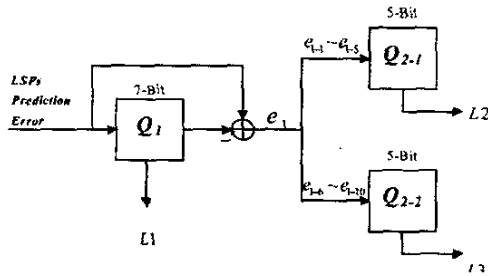 5-Bit
e₁₋₁ ~ e₁₋₅
Q₂₋₁
LSPs
Prediction
Error
7-Bit
Q₁
−
e₁
L2
5-Bit
e₁₋₆ ~ e₁₋₁₀
Q₂₋₂
L1
L3